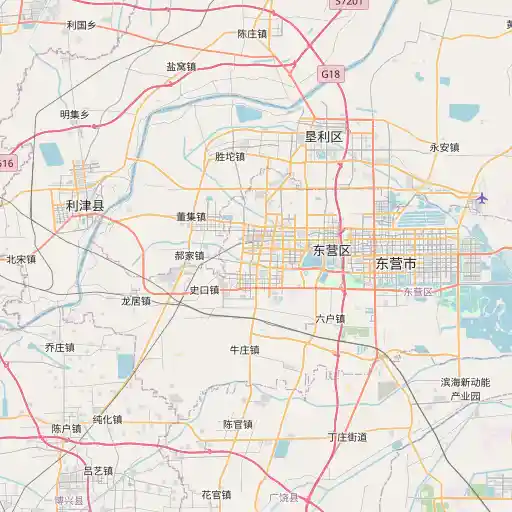 利国乡
陈庄镇
S7201
盐窝镇
G18
明集乡
垦利区
永安镇
胜坨镇
G16
利津县
董集镇
东营区
郝家镇
北宋镇
东营市
史口镇
东营区
龙居镇
六户镇
乔庄镇
牛庄镇
滨海新动能
产业园
纯化镇
陈户镇
陈官镇
丁庄街道
吕艺镇
博兴县
花官镇
广饶县